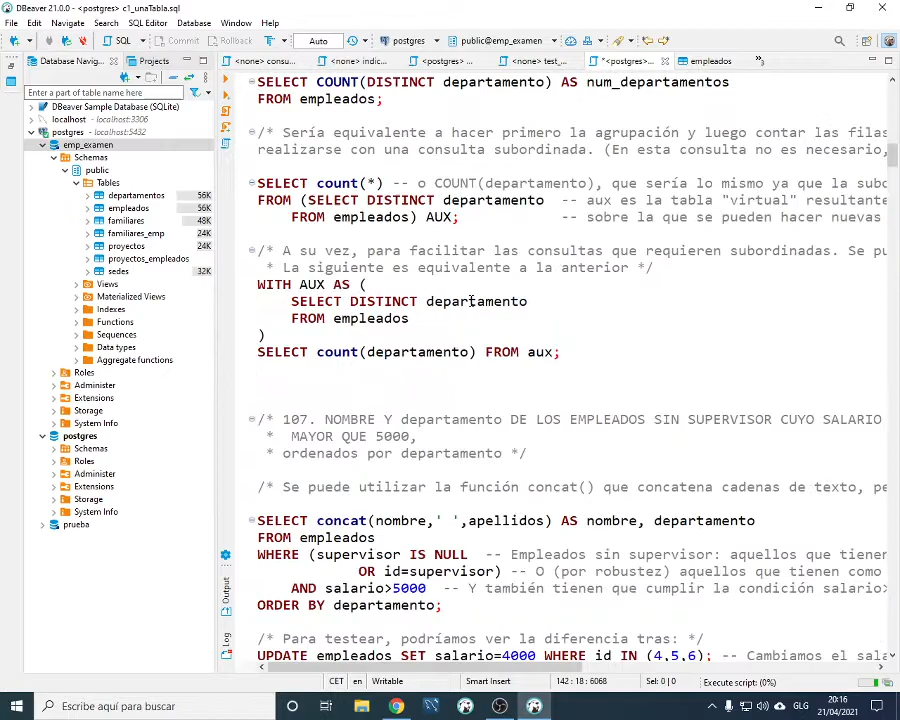 DBeaver 21.0.0 - <postgres> c1_unaTabla.sql
File Edit Navigate Search SQL Editor Database Window Help
SQL Commit Rollback Auto postgres public@emp_examen
Database Navig... Projects <none> consu... <none> indic... <postgres> ... <none> test_... *<postgres>... empleados
Enter a part of table name here
DBeaver Sample Database (SQLite)
localhost - localhost:3306
postgres - localhost:5432
emp_examen
Schemas
public
Tables
departamentos 56K
empleados 56K
familiares 48K
familiares_emp 24K
proyectos 24K
proyectos_empleados
sedes 32K
Views
Materialized Views
Indexes
Functions
Sequences
Data types
Aggregate functions
Roles
Administer
Extensions
Storage
System Info
postgres
Schemas
Roles
Administer
Extensions
Storage
System Info
prueba
Output
Log
SELECT COUNT(DISTINCT departamento) AS num_departamentos
FROM empleados;
/* Sería equivalente a hacer primero la agrupación y luego contar las filas
realizarse con una consulta subordinada. (En esta consulta no es necesario,
SELECT count(*) -- o COUNT(departamento), que sería lo mismo ya que la subo
FROM (SELECT DISTINCT departamento -- aux es la tabla "virtual" resultante
FROM empleados) AUX; -- sobre la que se pueden hacer nuevas
/* A su vez, para facilitar las consultas que requieren subordinadas. Se pu
* La siguiente es equivalente a la anterior */
WITH AUX AS (
SELECT DISTINCT departamento
FROM empleados
)
SELECT count(departamento) FROM aux;
/* 107. NOMBRE Y departamento DE LOS EMPLEADOS SIN SUPERVISOR CUYO SALARIO
* MAYOR QUE 5000,
* ordenados por departamento */
/* Se puede utilizar la función concat() que concatena cadenas de texto, pe
SELECT concat(nombre,' ',apellidos) AS nombre, departamento
FROM empleados
WHERE (supervisor IS NULL -- Empleados sin supervisor: aquellos que tienen
OR id=supervisor) -- O (por robustez) aquellos que tienen como
AND salario>5000 -- Y también tienen que cumplir la condición salario>
ORDER BY departamento;
/* Para testear, podríamos ver la diferencia tras: */
UPDATE empleados SET salario=4000 WHERE id IN (4,5,6); -- Cambiamos el sala
CET en Writable Smart Insert 142 : 18 : 6068 Sel: 0 | 0 Execute script: (0%)
Escribe aquí para buscar
GLG 20:16
21/04/2021